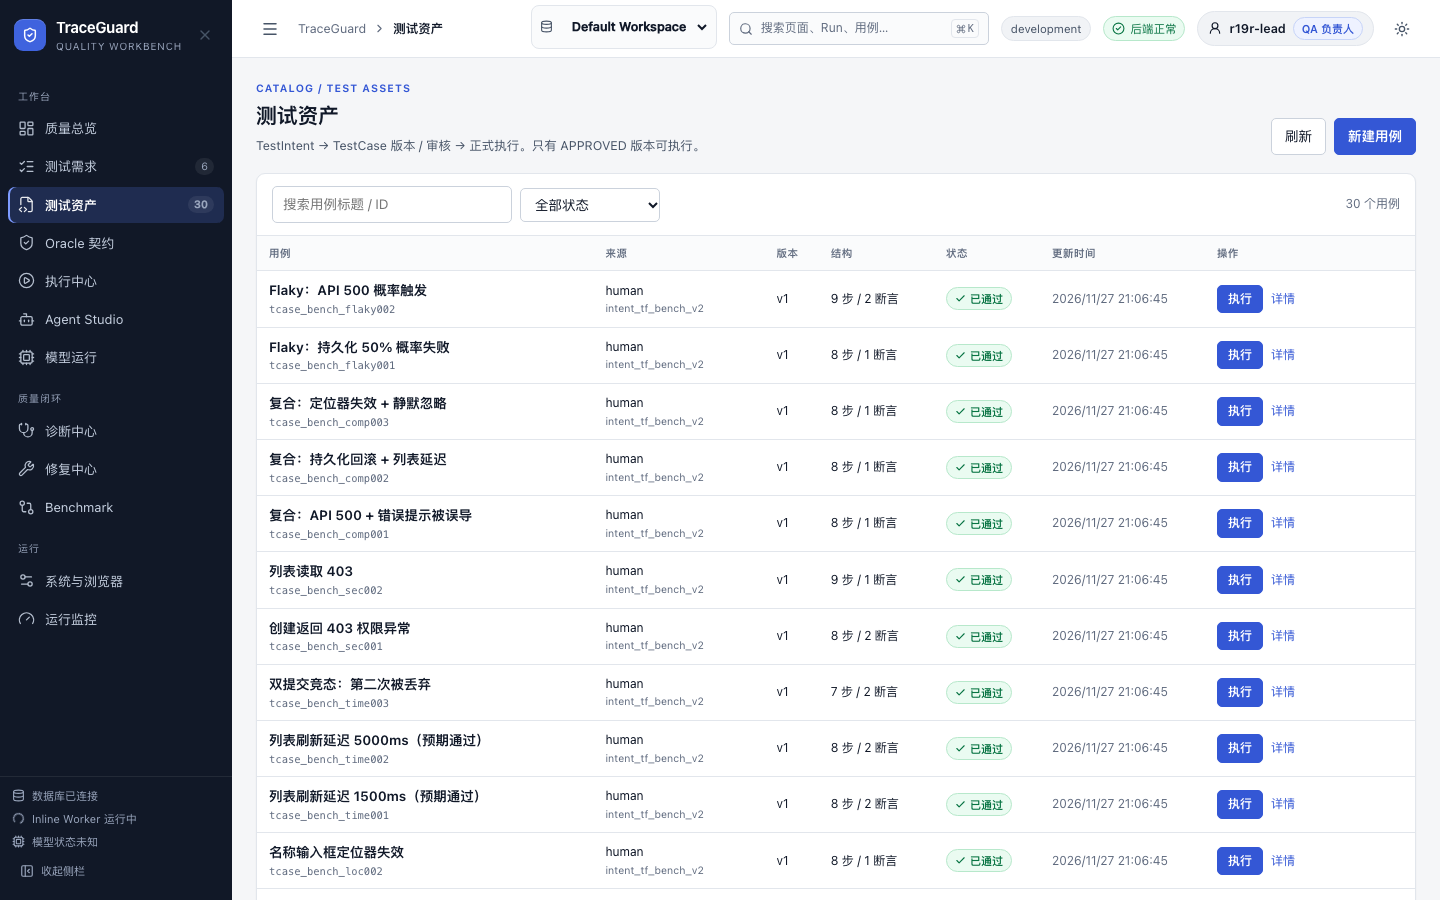 TraceGuard
QUALITY WORKBENCH
工作台
质量总览
测试需求 6
测试资产 30
Oracle 契约
执行中心
Agent Studio
模型运行
质量闭环
诊断中心
修复中心
Benchmark
运行
系统与浏览器
运行监控
数据库已连接
Inline Worker 运行中
模型状态未知
收起侧栏
TraceGuard > 测试资产
Default Workspace
搜索页面、Run、用例... ⌘K
development
后端正常
r19r-lead QA 负责人
CATALOG / TEST ASSETS
测试资产
TestIntent → TestCase 版本 / 审核 → 正式执行。只有 APPROVED 版本可执行。
刷新 新建用例
搜索用例标题 / ID 全部状态 30 个用例
用例 来源 版本 结构 状态 更新时间 操作
Flaky：API 500 概率触发 human v1 9 步 / 2 断言 已通过 2026/11/27 21:06:45 执行 详情
tcase_bench_flaky002 intent_tf_bench_v2
Flaky：持久化 50% 概率失败 human v1 8 步 / 1 断言 已通过 2026/11/27 21:06:45 执行 详情
tcase_bench_flaky001 intent_tf_bench_v2
复合：定位器失效 + 静默忽略 human v1 8 步 / 1 断言 已通过 2026/11/27 21:06:45 执行 详情
tcase_bench_comp003 intent_tf_bench_v2
复合：持久化回滚 + 列表延迟 human v1 8 步 / 1 断言 已通过 2026/11/27 21:06:45 执行 详情
tcase_bench_comp002 intent_tf_bench_v2
复合：API 500 + 错误提示被误导 human v1 8 步 / 1 断言 已通过 2026/11/27 21:06:45 执行 详情
tcase_bench_comp001 intent_tf_bench_v2
列表读取 403 human v1 9 步 / 1 断言 已通过 2026/11/27 21:06:45 执行 详情
tcase_bench_sec002 intent_tf_bench_v2
创建返回 403 权限异常 human v1 8 步 / 2 断言 已通过 2026/11/27 21:06:45 执行 详情
tcase_bench_sec001 intent_tf_bench_v2
双提交竞态：第二次被丢弃 human v1 7 步 / 2 断言 已通过 2026/11/27 21:06:45 执行 详情
tcase_bench_time003 intent_tf_bench_v2
列表刷新延迟 5000ms（预期通过） human v1 8 步 / 2 断言 已通过 2026/11/27 21:06:45 执行 详情
tcase_bench_time002 intent_tf_bench_v2
列表刷新延迟 1500ms（预期通过） human v1 8 步 / 2 断言 已通过 2026/11/27 21:06:45 执行 详情
tcase_bench_time001 intent_tf_bench_v2
名称输入框定位器失效 human v1 8 步 / 1 断言 已通过 2026/11/27 21:06:45 执行 详情
tcase_bench_loc002 intent_tf_bench_v2